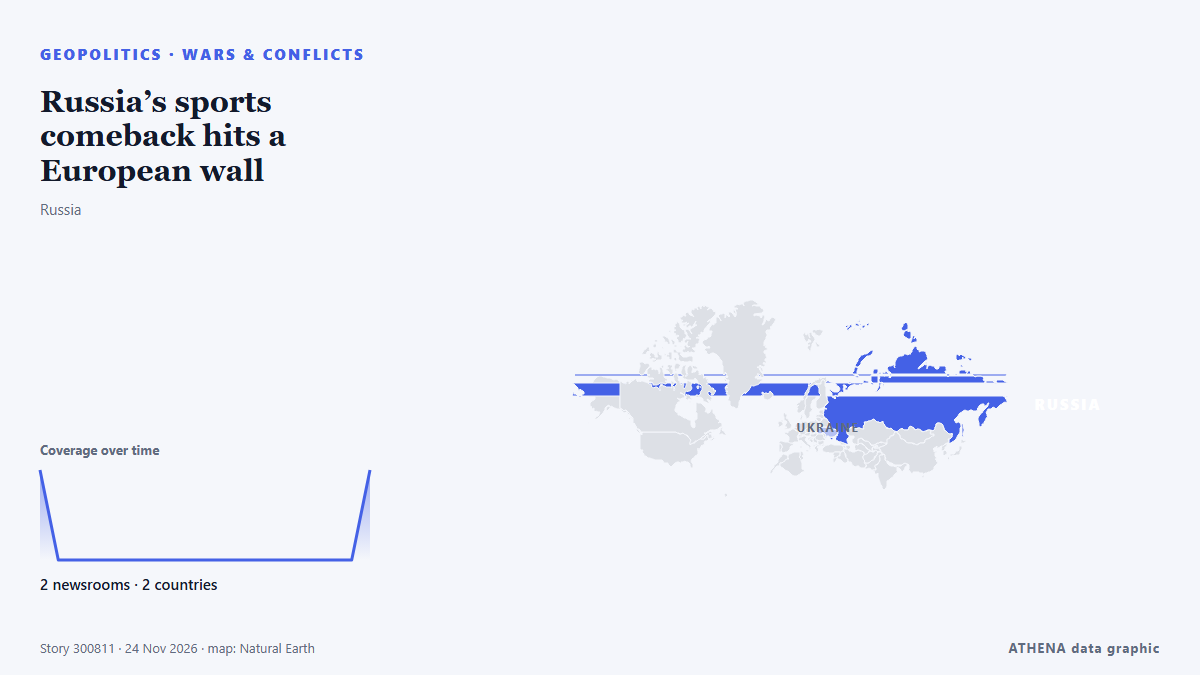 GEOPOLITICS · WARS & CONFLICTS
Russia’s sports
comeback hits a
European wall
Russia
RUSSIA
UKRAINE
Coverage over time
2 newsrooms · 2 countries
Story 300811 · 24 Nov 2026 · map: Natural Earth
ATHENA data graphic